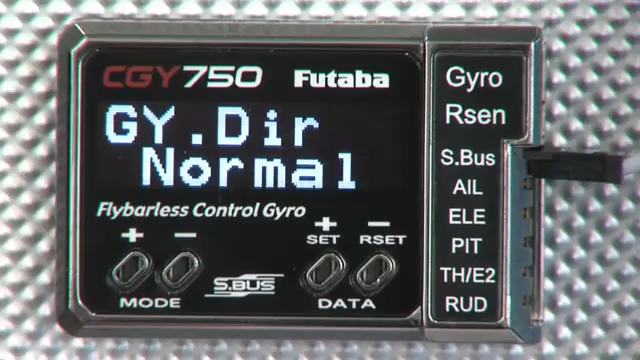 CGY750 Futaba
GY.Dir
Normal
Flybarless Control Gyro
+ − + −
SET RSET
MODE S.BUS DATA
Gyro
Rsen
S.Bus
AIL
ELE
PIT
TH/E2
RUD